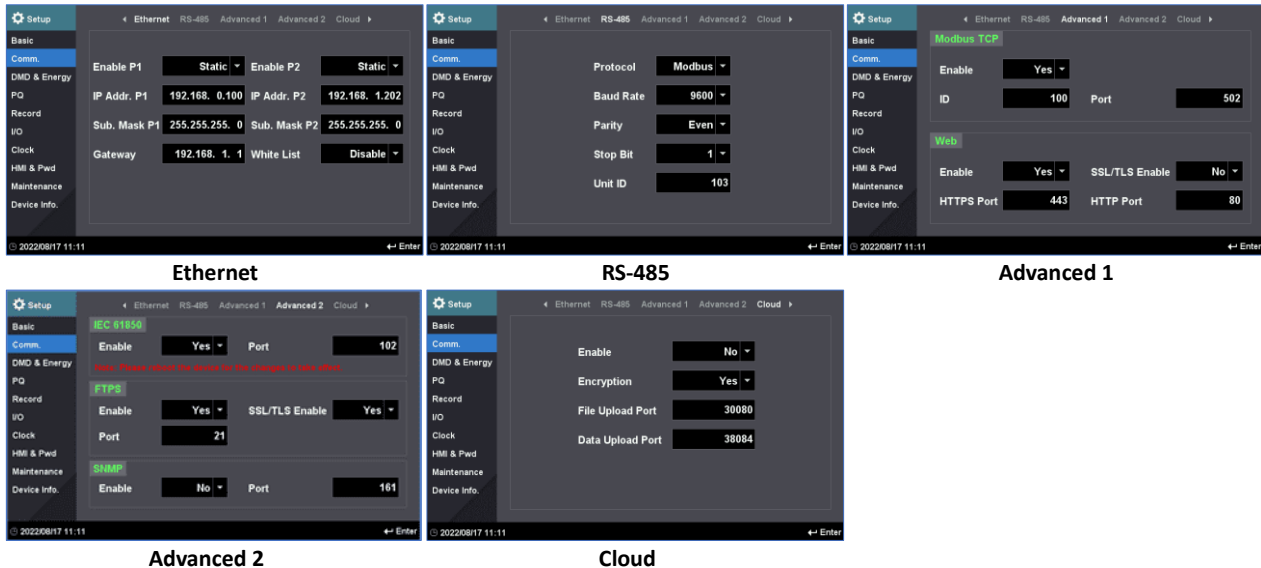 Setup
Ethernet RS-485 Advanced 1 Advanced 2 Cloud
Basic
Comm.
DMD & Energy
PQ
Record
I/O
Clock
HMI & Pwd
Maintenance
Device Info.
Enable P1 Static Enable P2 Static
IP Addr. P1 192.168. 0.100 IP Addr. P2 192.168. 1.202
Sub. Mask P1 255.255.255. 0 Sub. Mask P2 255.255.255. 0
Gateway 192.168. 1. 1 White List Disable
2022/08/17 11:11 Enter
Ethernet
Setup
Ethernet RS-485 Advanced 1 Advanced 2 Cloud
Basic
Comm.
DMD & Energy
PQ
Record
I/O
Clock
HMI & Pwd
Maintenance
Device Info.
Protocol Modbus
Baud Rate 9600
Parity Even
Stop Bit 1
Unit ID 103
2022/08/17 11:11 Enter
RS-485
Setup
Ethernet RS-485 Advanced 1 Advanced 2 Cloud
Basic
Comm.
DMD & Energy
PQ
Record
I/O
Clock
HMI & Pwd
Maintenance
Device Info.
Modbus TCP
Enable Yes
ID 100 Port 502
Web
Enable Yes SSL/TLS Enable No
HTTPS Port 443 HTTP Port 80
2022/08/17 11:11 Enter
Advanced 1
Setup
Ethernet RS-485 Advanced 1 Advanced 2 Cloud
Basic
Comm.
DMD & Energy
PQ
Record
I/O
Clock
HMI & Pwd
Maintenance
Device Info.
IEC 61850
Enable Yes Port 102
Note: Please reboot the device for the changes to take effect.
FTPS
Enable Yes SSL/TLS Enable Yes
Port 21
SNMP
Enable No Port 161
2022/08/17 11:11 Enter
Advanced 2
Setup
Ethernet RS-485 Advanced 1 Advanced 2 Cloud
Basic
Comm.
DMD & Energy
PQ
Record
I/O
Clock
HMI & Pwd
Maintenance
Device Info.
Enable No
Encryption Yes
File Upload Port 30080
Data Upload Port 38084
2022/08/17 11:11 Enter
Cloud